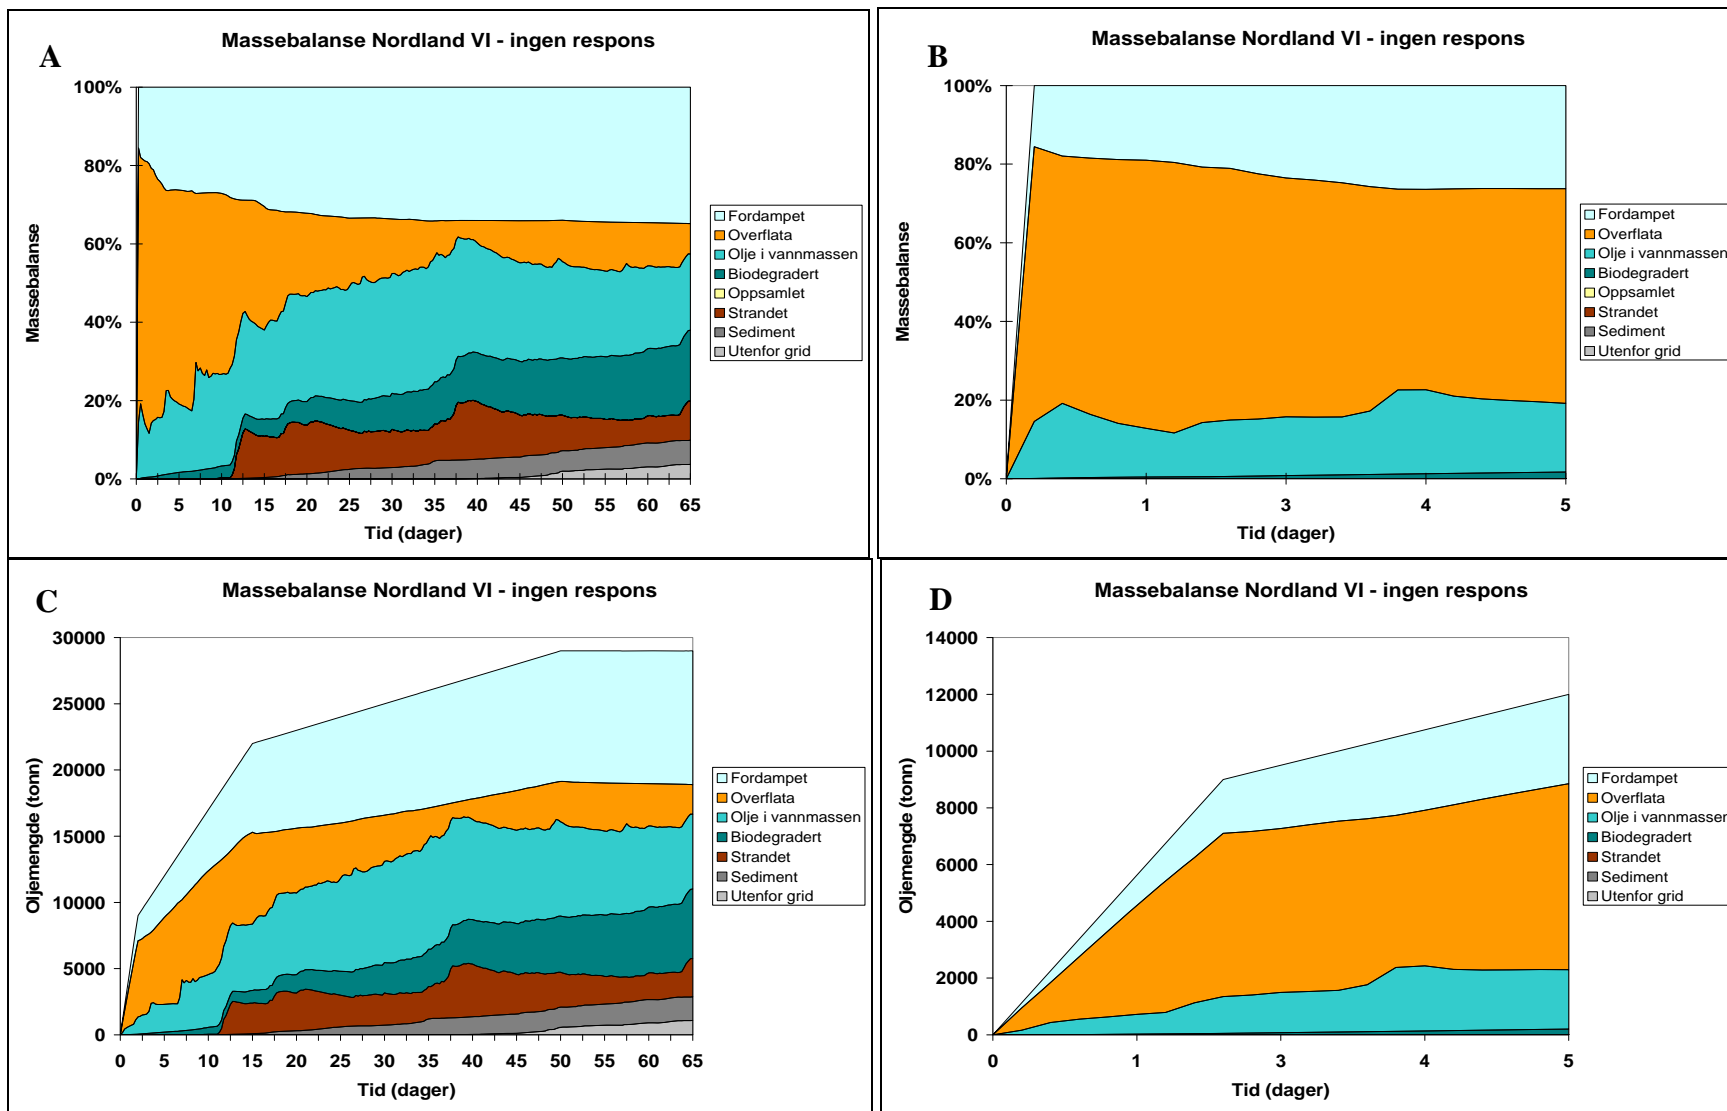 A
Massebalanse Nordland VI - ingen respons
Massebalanse
100%
80%
60%
40%
20%
0%
0 5 10 15 20 25 30 35 40 45 50 55 60 65
Tid (dager)
Fordampet
Overflata
Olje i vannmassen
Biodegradert
Oppsamlet
Strandet
Sediment
Utenfor grid
B
Massebalanse Nordland VI - ingen respons
Massebalanse
100%
80%
60%
40%
20%
0%
0 1 3 4 5
Tid (dager)
Fordampet
Overflata
Olje i vannmassen
Biodegradert
Oppsamlet
Strandet
Sediment
Utenfor grid
C
Massebalanse Nordland VI - ingen respons
Oljemengde (tonn)
30000
25000
20000
15000
10000
5000
0
0 5 10 15 20 25 30 35 40 45 50 55 60 65
Tid (dager)
Fordampet
Overflata
Olje i vannmassen
Biodegradert
Strandet
Sediment
Utenfor grid
D
Massebalanse Nordland VI - ingen respons
Oljemengde (tonn)
14000
12000
10000
8000
6000
4000
2000
0
0 1 3 4 5
Tid (dager)
Fordampet
Overflata
Olje i vannmassen
Biodegradert
Strandet
Sediment
Utenfor grid